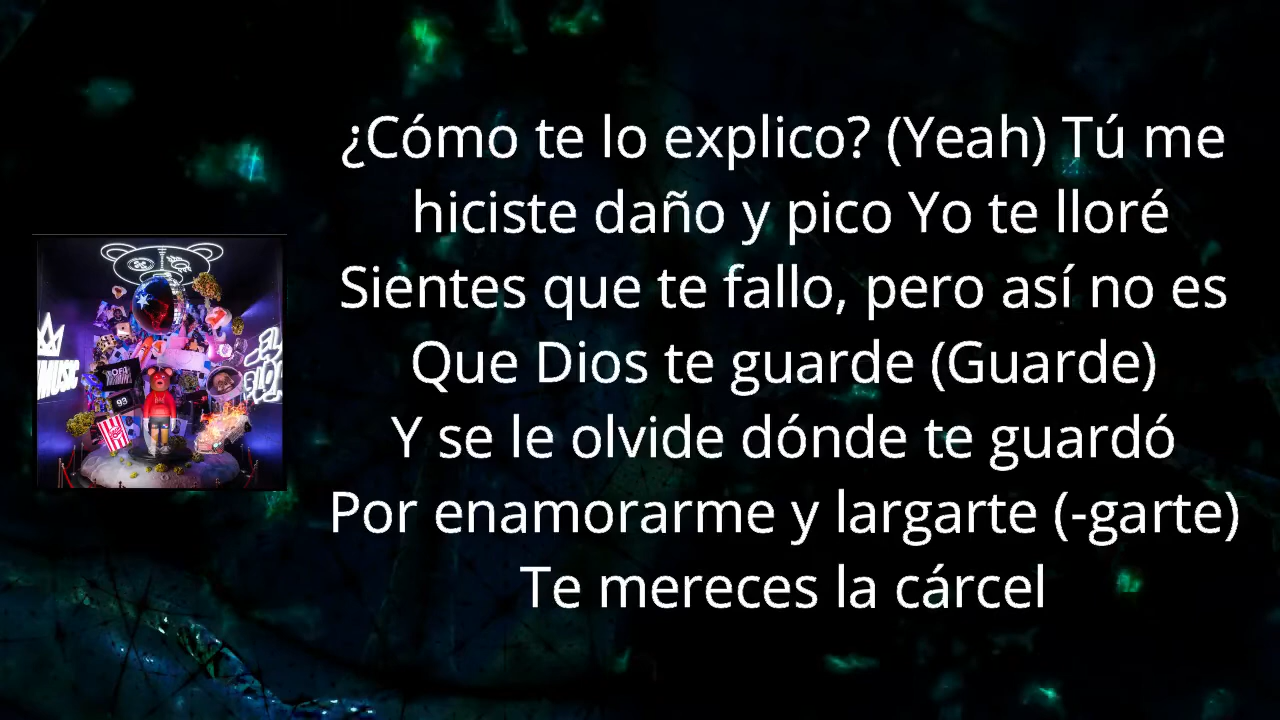 ¿Cómo te lo explico? (Yeah) Tú me
hiciste daño y pico Yo te lloré
Sientes que te fallo, pero así no es
Que Dios te guarde (Guarde)
Y se le olvide dónde te guardó
Por enamorarme y largarte (-garte)
Te mereces la cárcel
MUSIC
93